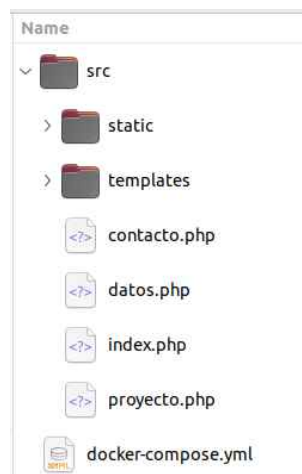 Name
src
static
templates
<?>
contacto.php
<?>
datos.php
<?>
index.php
<?>
proyecto.php
docker-compose.yml